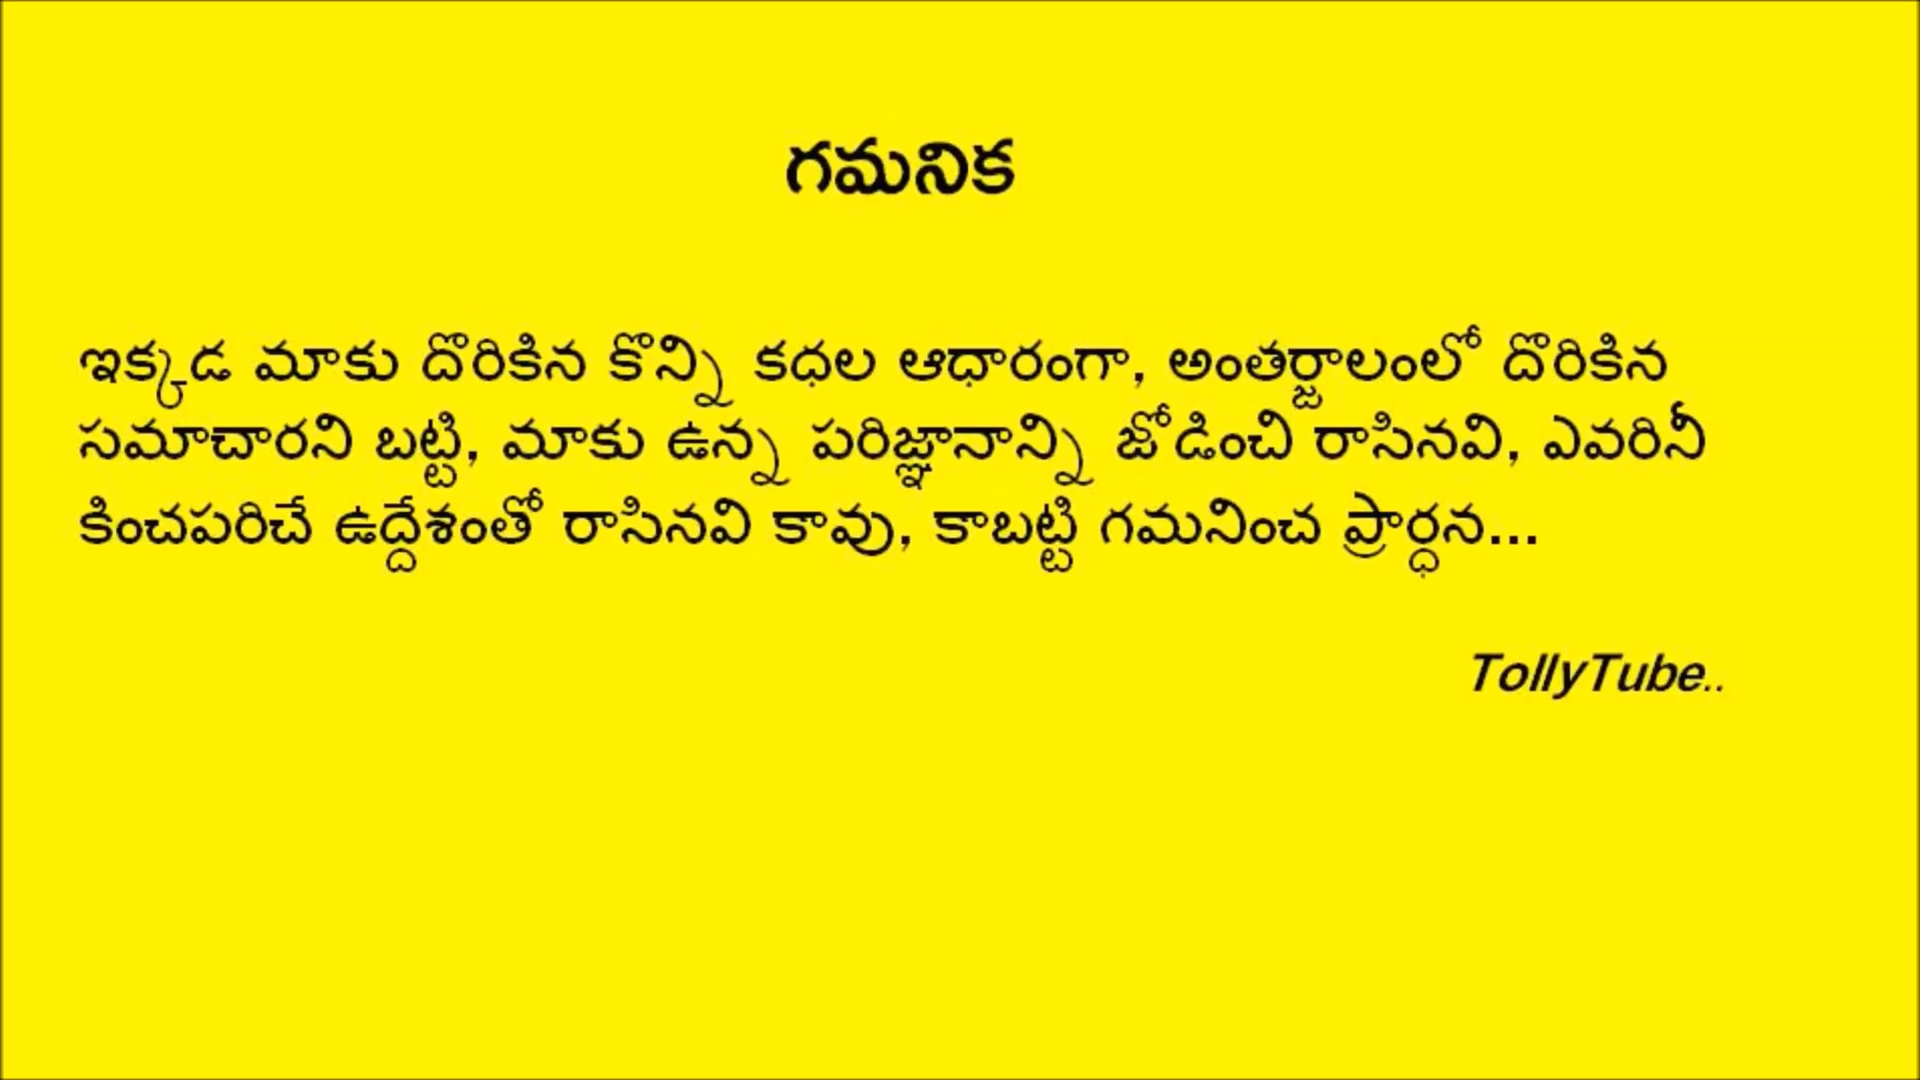 గమనిక
ఇక్కడ మాకు దొరికిన కొన్ని కధల ఆధారంగా, అంతర్జాలంలో దొరికిన
సమాచారని బట్టి, మాకు ఉన్న పరిజ్ఞానాన్ని జోడించి రాసినవి, ఎవరినీ
కించపరిచే ఉద్దేశంతో రాసినవి కావు, కాబట్టి గమనించ ప్రార్ధన...
TollyTube..